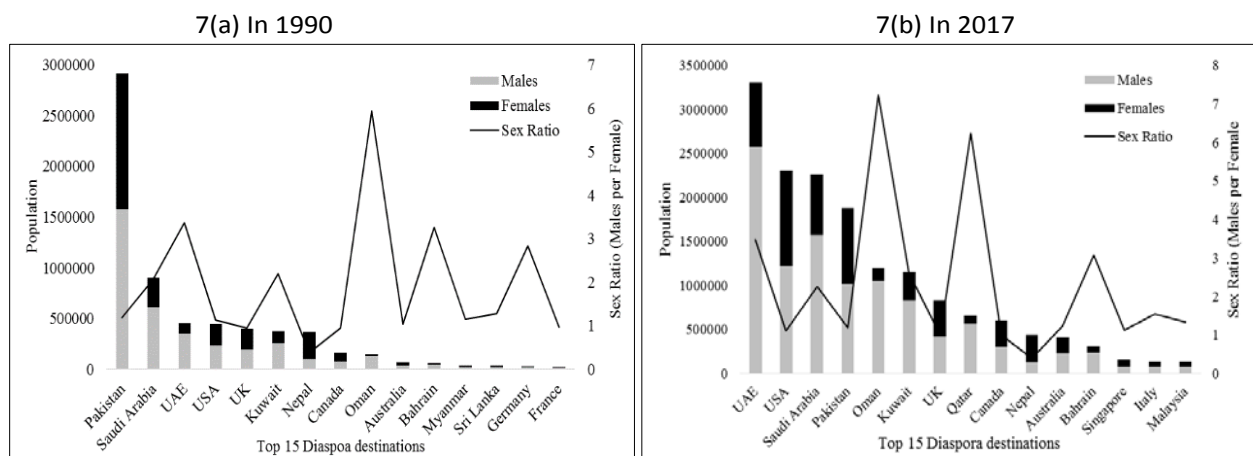 7(a) In 1990
3000000
2500000
2000000
1500000
1000000
500000
0
Population
7
6
5
4
3
2
1
0
Sex Ratio (Males per Female)
Males
Females
Sex Ratio
Pakistan
Saudi Arabia
UAE
USA
UK
Kuwait
Nepal
Canada
Oman
Australia
Bahrain
Myanmar
Sri Lanka
Germany
France
Top 15 Diaspoa destinations
7(b) In 2017
3500000
3000000
2500000
2000000
1500000
1000000
500000
0
Population
8
7
6
5
4
3
2
1
0
Sex Ratio (Males per Female
Males
Females
Sex Ratio
UAE
USA
Saudi Arabia
Pakistan
Oman
Kuwait
UK
Qatar
Canada
Nepal
Australia
Bahrain
Singapore
Italy
Malaysia
Top 15 Diaspora destinations